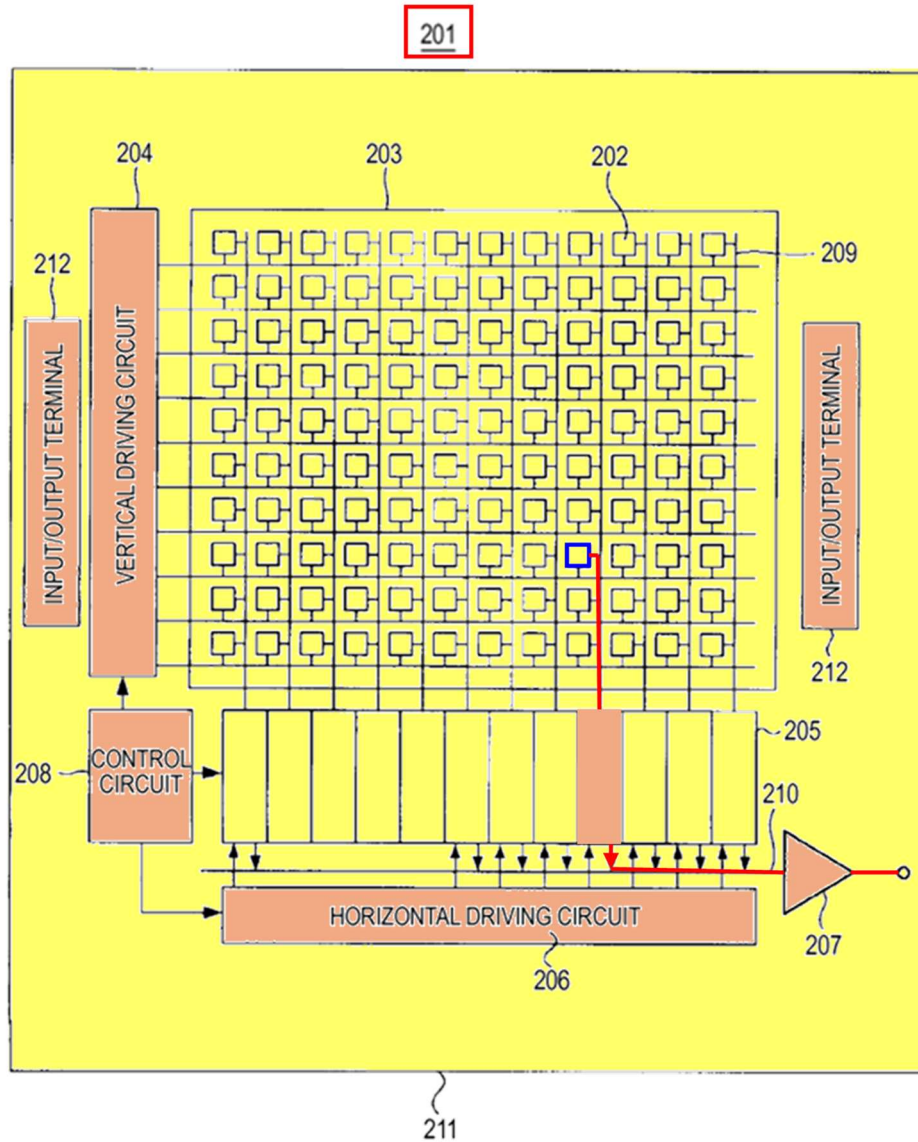 201
204
203
202
209
212
INPUT/OUTPUT TERMINAL
VERTICAL DRIVING CIRCUIT
INPUT/OUTPUT TERMINAL
212
205
208
CONTROL
CIRCUIT
210
HORIZONTAL DRIVING CIRCUIT
207
206
211